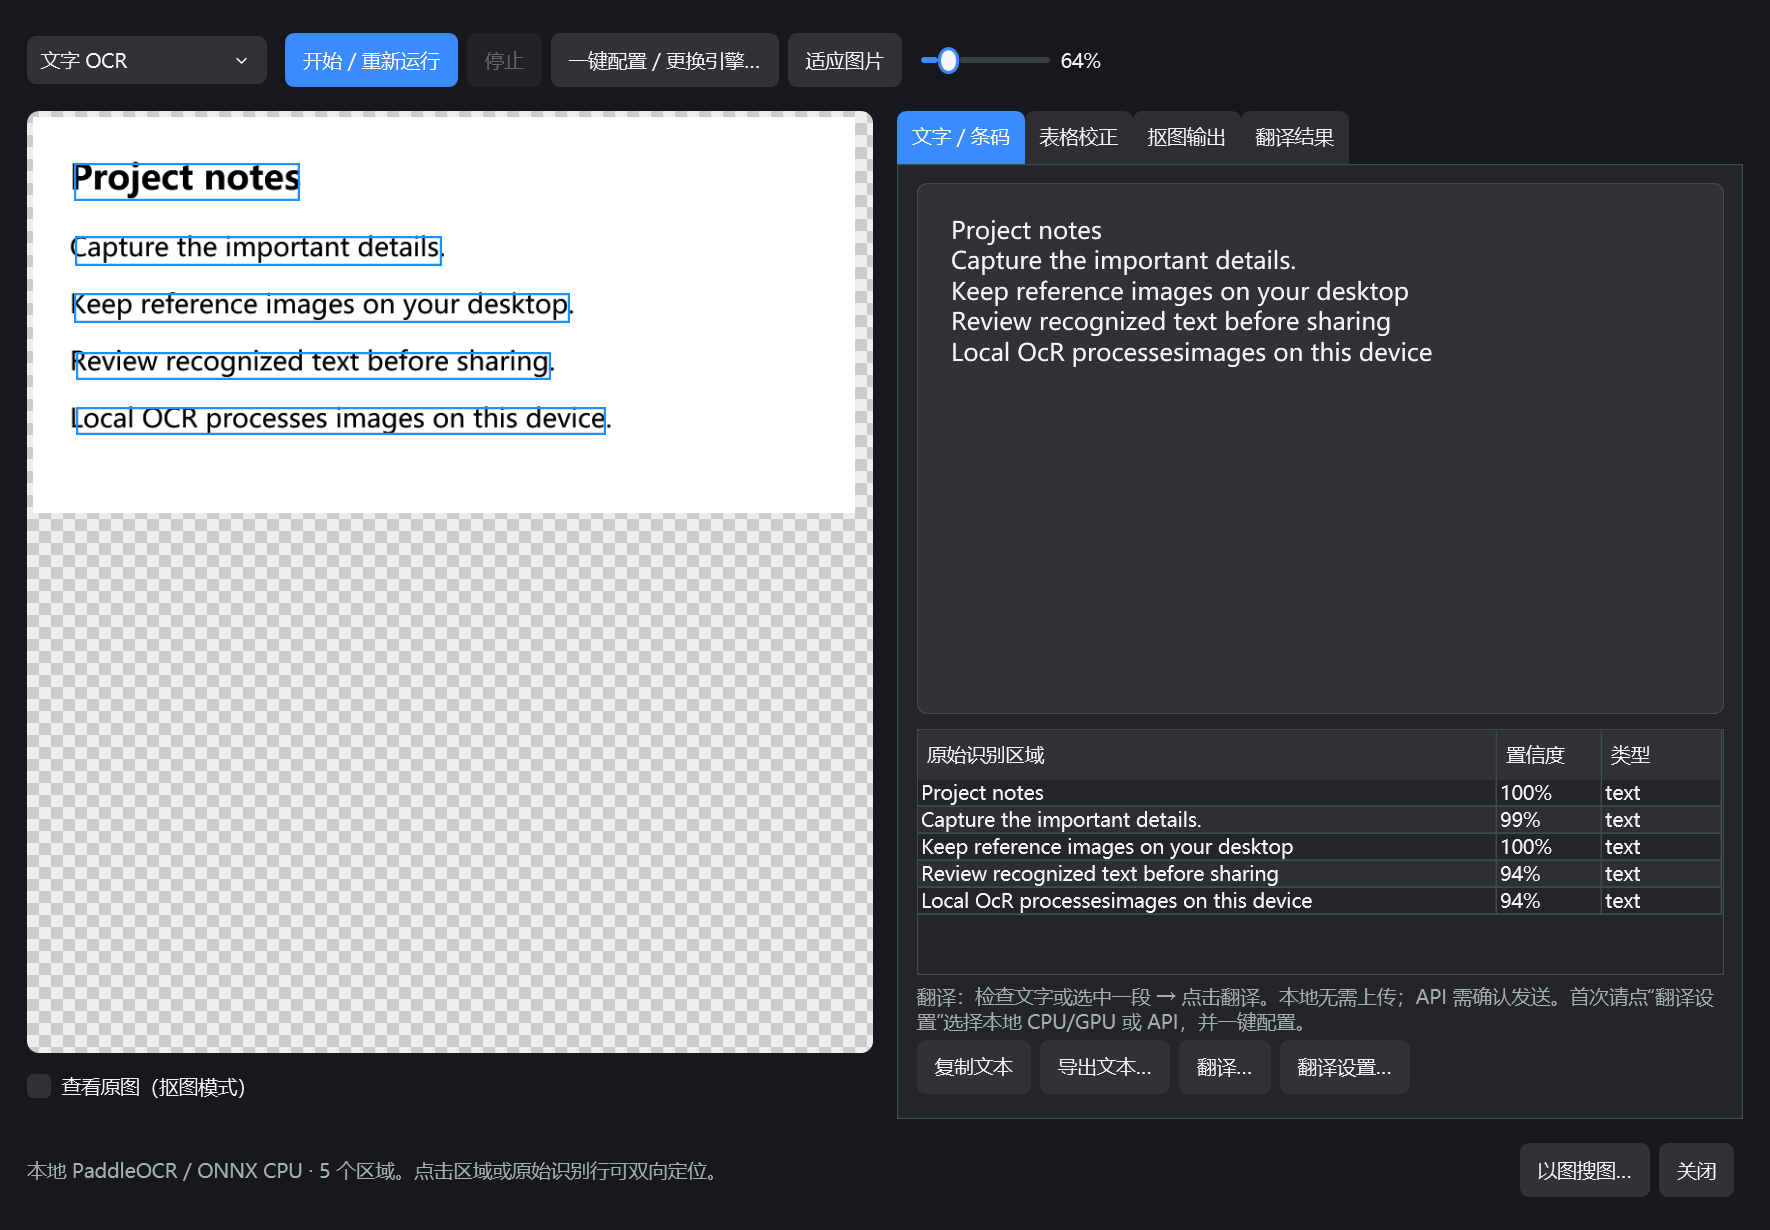 文字 OCR
开始 / 重新运行
停止
一键配置 / 更换引擎...
适应图片
64%
Project notes
Capture the important details.
Keep reference images on your desktop.
Review recognized text before sharing.
Local OCR processes images on this device.
查看原图（抠图模式）
文字 / 条码
表格校正
抠图输出
翻译结果
Project notes
Capture the important details.
Keep reference images on your desktop
Review recognized text before sharing
Local OcR processesimages on this device
原始识别区域 置信度 类型
Project notes 100% text
Capture the important details. 99% text
Keep reference images on your desktop 100% text
Review recognized text before sharing 94% text
Local OcR processesimages on this device 94% text
翻译：检查文字或选中一段 → 点击翻译。本地无需上传；API 需确认发送。首次请点“翻译设
置”选择本地 CPU/GPU 或 API，并一键配置。
复制文本
导出文本...
翻译...
翻译设置...
本地 PaddleOCR / ONNX CPU · 5 个区域。点击区域或原始识别行可双向定位。
以图搜图...
关闭